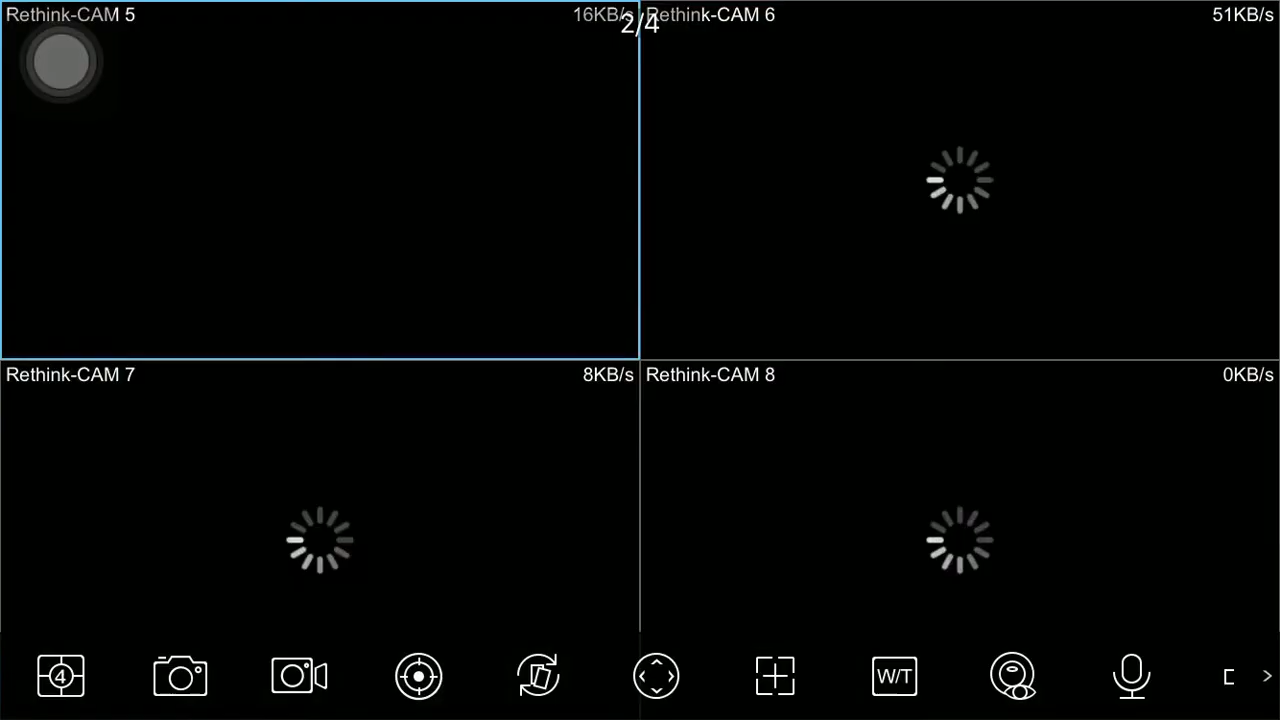 Rethink-CAM 5
16KB/s
2/4
Rethink-CAM 6
51KB/s
Rethink-CAM 7
8KB/s
Rethink-CAM 8
0KB/s
4
W/T